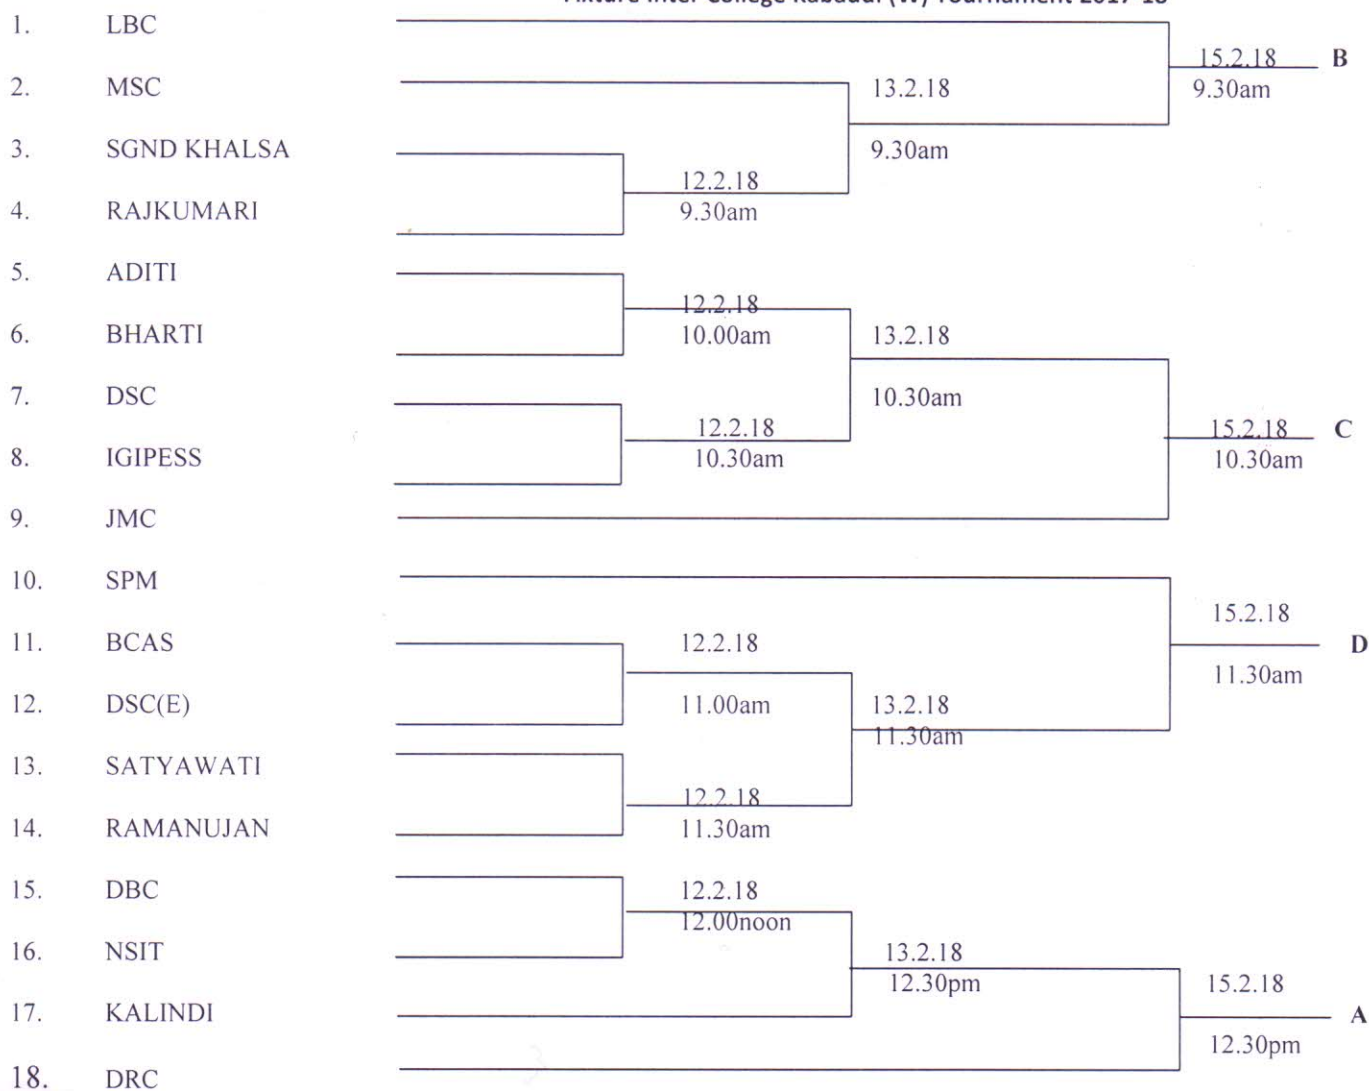 Fixture Inter College Kabaddi (W) Tournament 2017-18
1. LBC
15.2.18 B
2. MSC 13.2.18 9.30am
3. SGND KHALSA 9.30am
12.2.18
4. RAJKUMARI 9.30am
5. ADITI
12.2.18
6. BHARTI 10.00am 13.2.18
7. DSC 10.30am
12.2.18 15.2.18 C
8. IGIPESS 10.30am 10.30am
9. JMC
10. SPM
15.2.18
11. BCAS 12.2.18 D
11.30am
12. DSC(E) 11.00am 13.2.18
11.30am
13. SATYAWATI
12.2.18
14. RAMANUJAN 11.30am
15. DBC 12.2.18
12.00noon
16. NSIT 13.2.18
12.30pm 15.2.18
17. KALINDI A
12.30pm
18. DRC